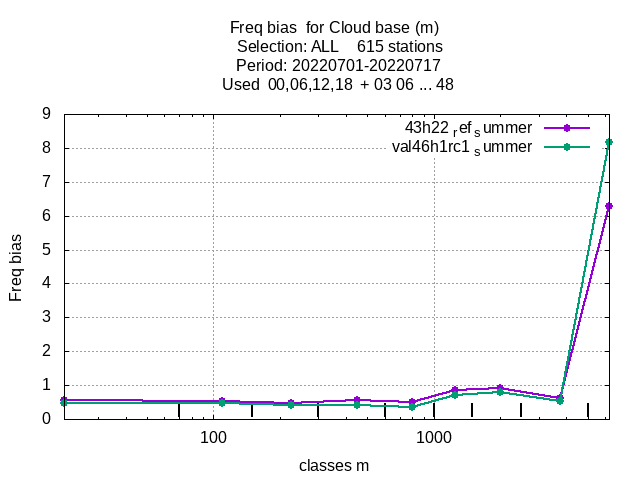 Freq bias  for Cloud base (m)
Selection: ALL    615 stations
Period: 20220701-20220717
Used  00,06,12,18  + 03 06 ... 48
43h22 ref summer
val46h1rc1 summer
9
8
7
6
5
4
3
2
1
0
Freq bias
100 1000
classes m